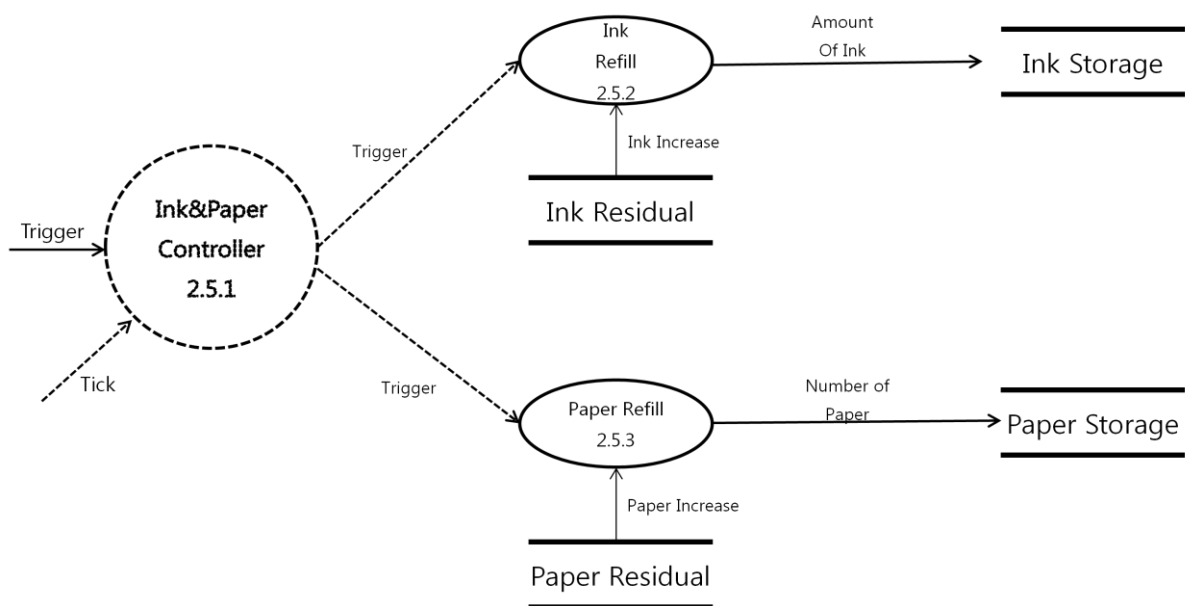 Ink
Refill
2.5.2
Amount
Of Ink
Ink Storage
Trigger
Ink Increase
Ink Residual
Trigger
Ink&Paper
Controller
2.5.1
Tick
Trigger
Paper Refill
2.5.3
Number of
Paper
Paper Storage
Paper Increase
Paper Residual